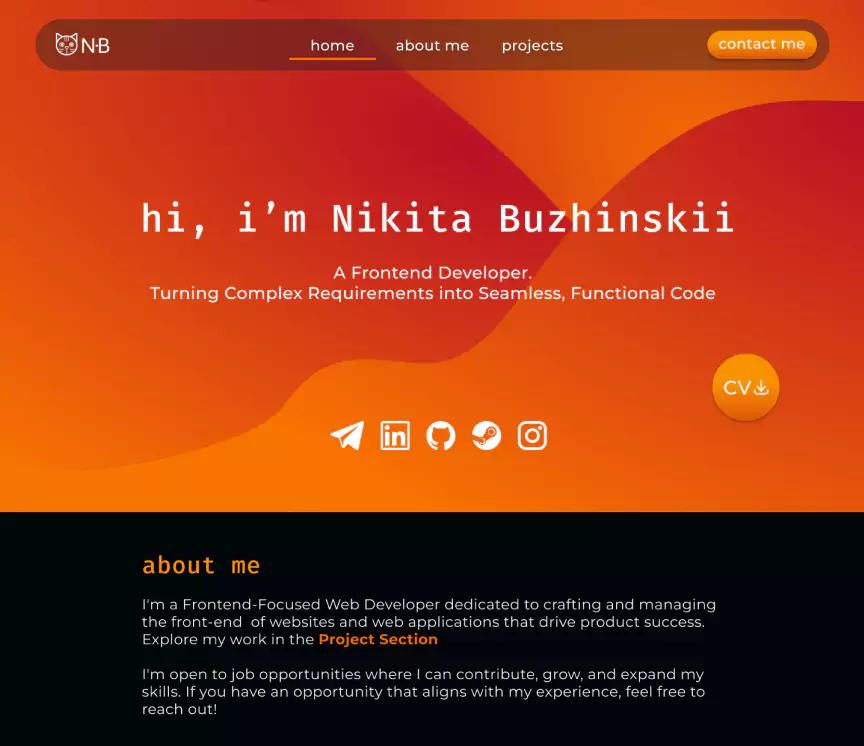 N·B
home
about me
projects
contact me
hi, i’m Nikita Buzhinskii
A Frontend Developer.
Turning Complex Requirements into Seamless, Functional Code
CV
in
about me
I'm a Frontend-Focused Web Developer dedicated to crafting and managing
the front-end of websites and web applications that drive product success.
Explore my work in the Project Section
I'm open to job opportunities where I can contribute, grow, and expand my
skills. If you have an opportunity that aligns with my experience, feel free to
reach out!